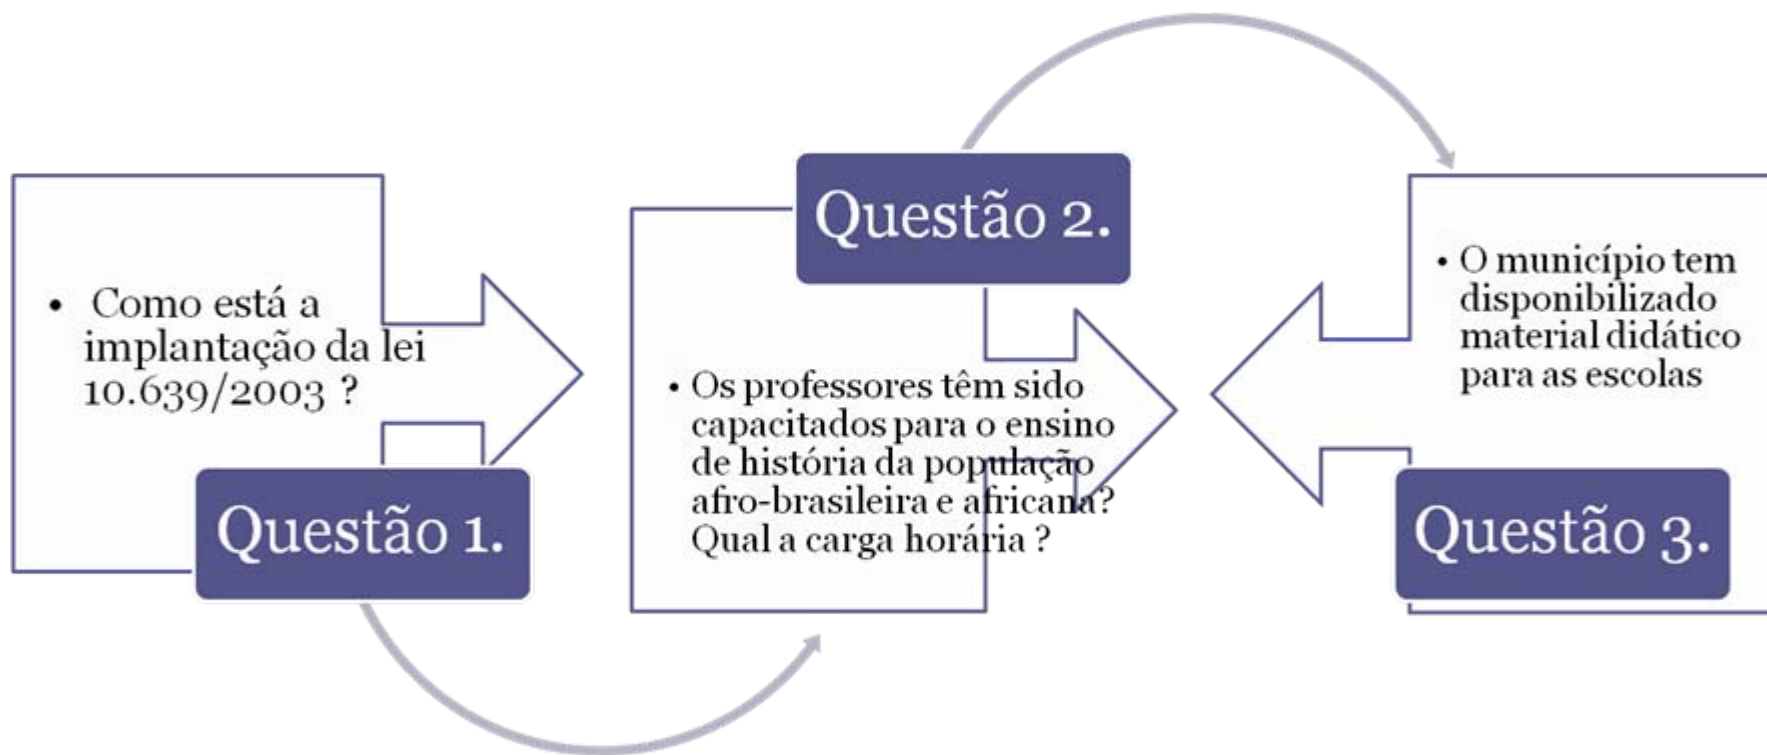 • Como está a
implantação da lei
10.639/2003 ?
Questão 1.
Questão 2.
• Os professores têm sido
capacitados para o ensino
de história da população
afro-brasileira e africana?
Qual a carga horária ?
• O município tem
disponibilizado
material didático
para as escolas
Questão 3.